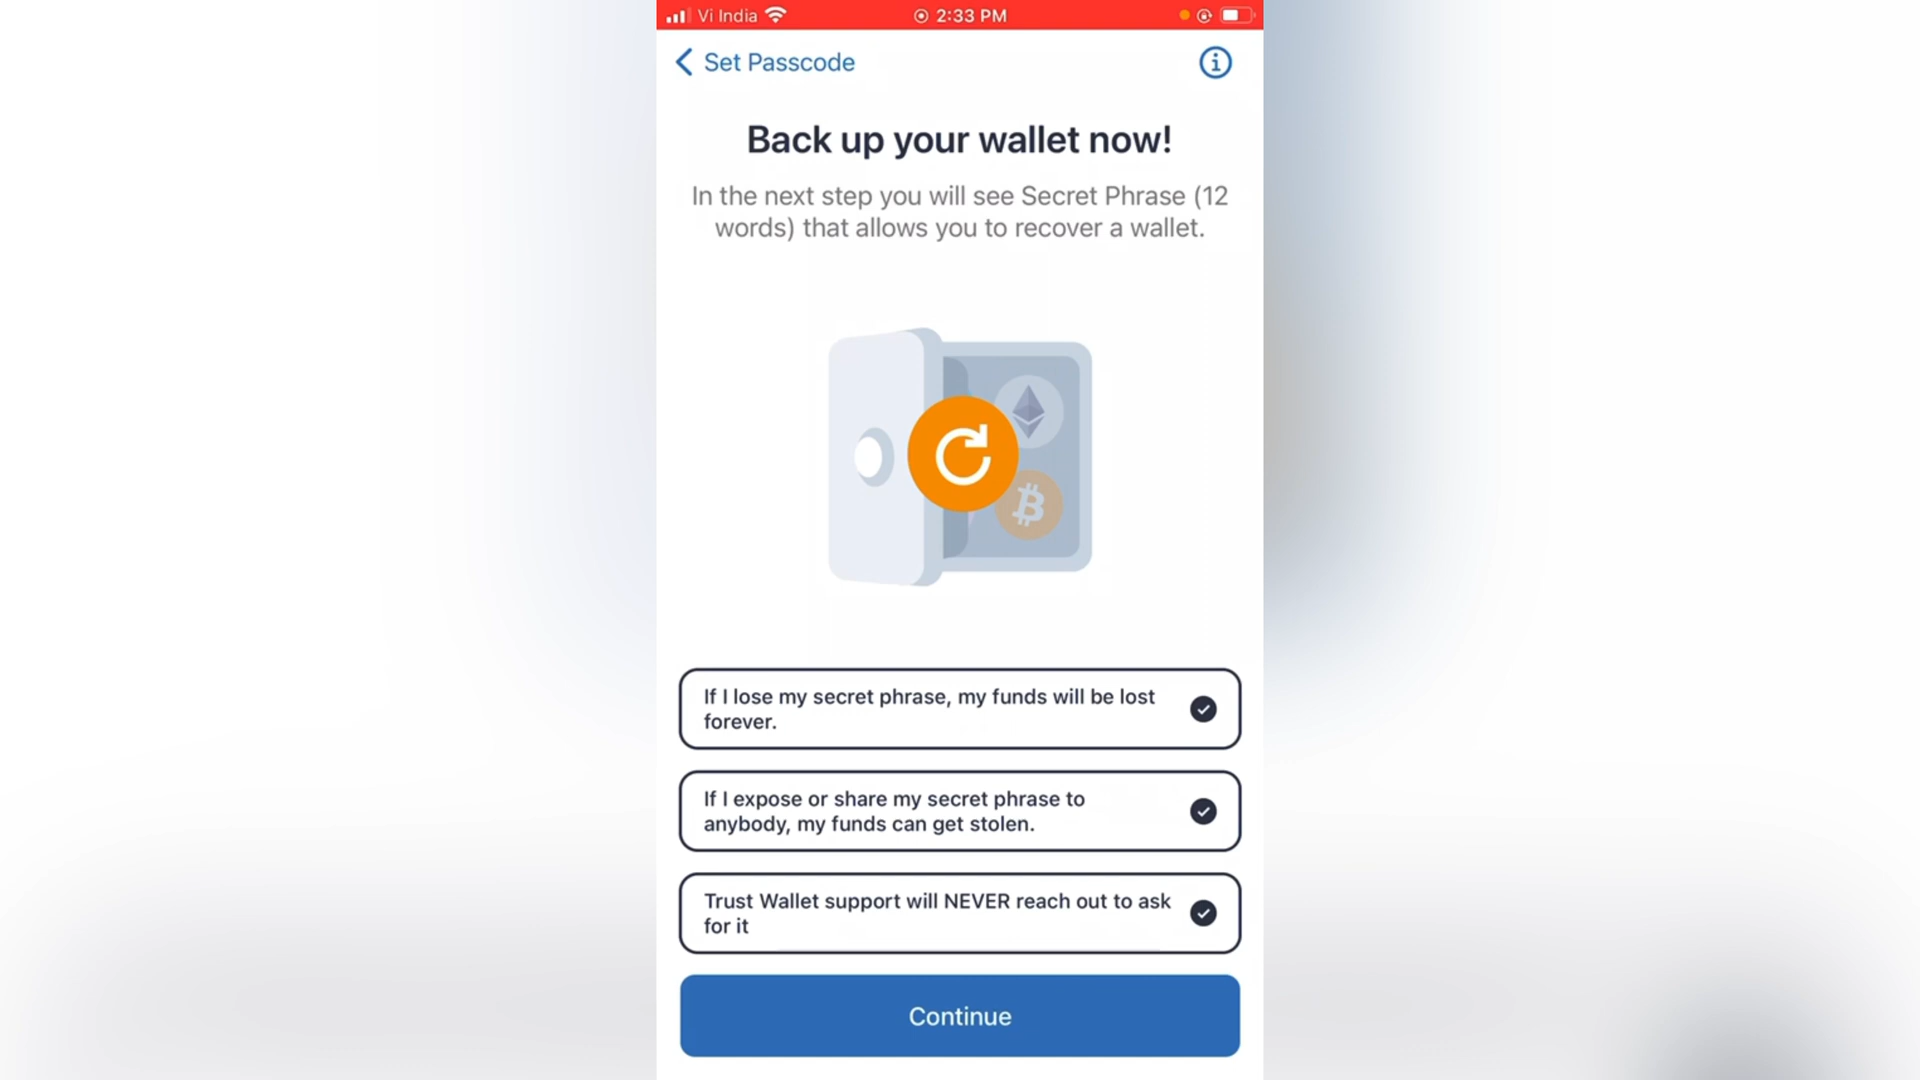 Vi India 2:33 PM
Set Passcode
Back up your wallet now!
In the next step you will see Secret Phrase (12
words) that allows you to recover a wallet.
If I lose my secret phrase, my funds will be lost
forever.
If I expose or share my secret phrase to
anybody, my funds can get stolen.
Trust Wallet support will NEVER reach out to ask
for it
Continue